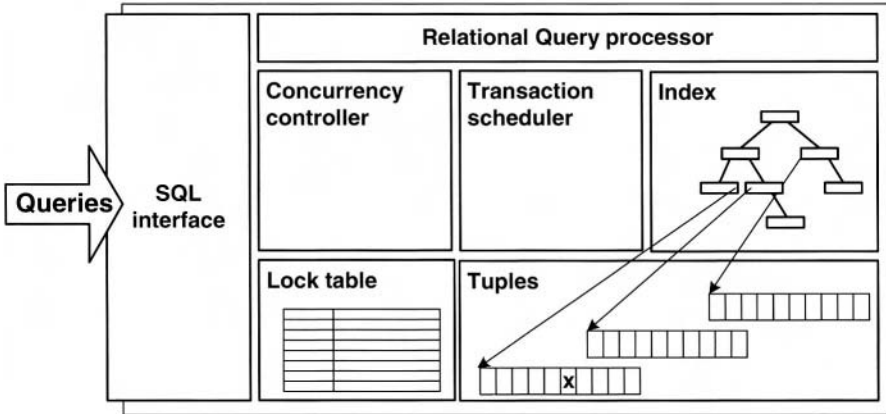 Relational Query processor
Concurrency
controller
Transaction
scheduler
Index
Queries
SQL
interface
Lock table
Tuples
x